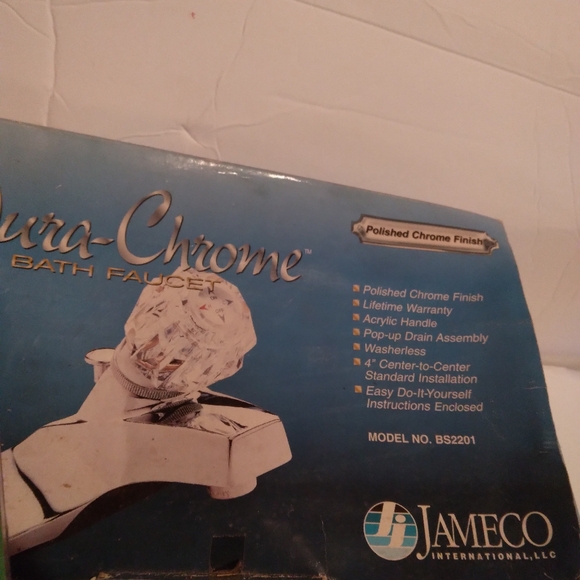 ura-Chrome™
BATH FAUCET
Polished Chrome Finish
Polished Chrome Finish
Lifetime Warranty
Acrylic Handle
Pop-up Drain Assembly
Washerless
4" Center-to-Center
Standard Installation
Easy Do-It-Yourself
Instructions Enclosed
MODEL NO. BS2201
JAMECO
INTERNATIONAL, LLC